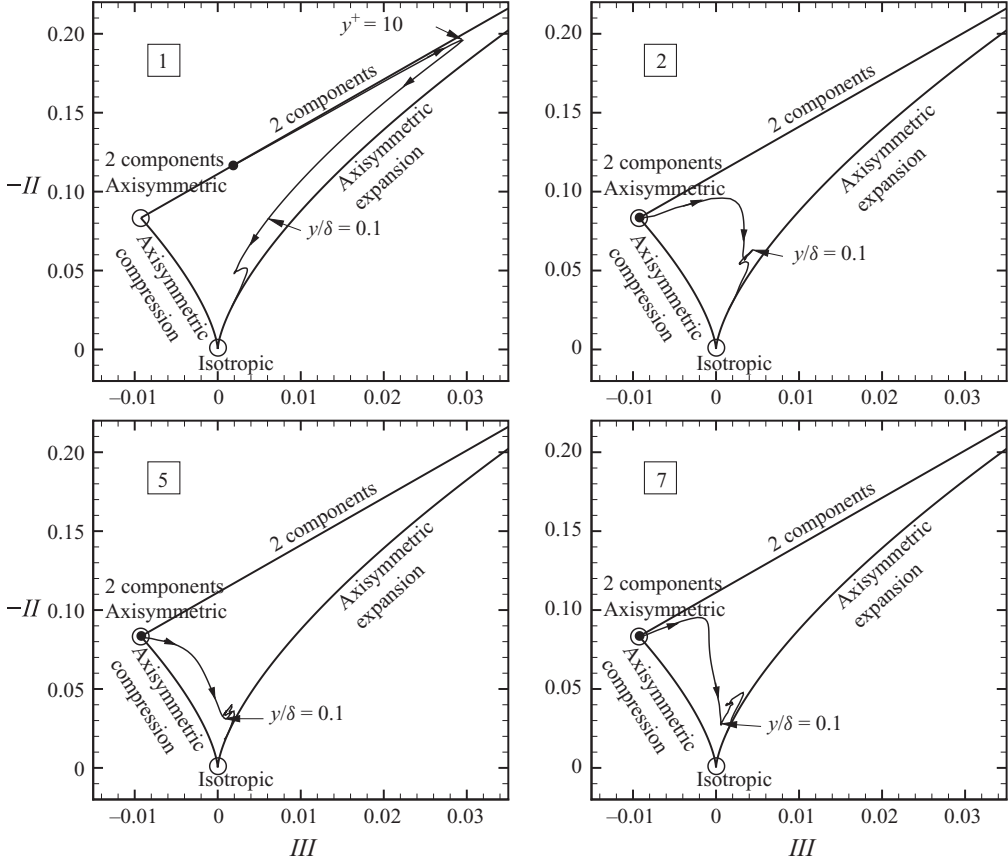 0.20
0.15
0.10
0.05
0
−II
1
y⁺ = 10
2 components
2 components
Axisymmetric
Axisymmetric
expansion
Axisymmetric
compression
y/δ = 0.1
Isotropic
−0.01 0 0.01 0.02 0.03
0.20
0.15
0.10
0.05
0
2
2 components
2 components
Axisymmetric
Axisymmetric
expansion
Axisymmetric
compression
y/δ = 0.1
Isotropic
−0.01 0 0.01 0.02 0.03
0.20
0.15
0.10
0.05
0
−II
5
2 components
2 components
Axisymmetric
Axisymmetric
expansion
Axisymmetric
compression
y/δ = 0.1
Isotropic
−0.01 0 0.01 0.02 0.03
III
0.20
0.15
0.10
0.05
0
7
2 components
2 components
Axisymmetric
Axisymmetric
expansion
Axisymmetric
compression
y/δ = 0.1
Isotropic
−0.01 0 0.01 0.02 0.03
III